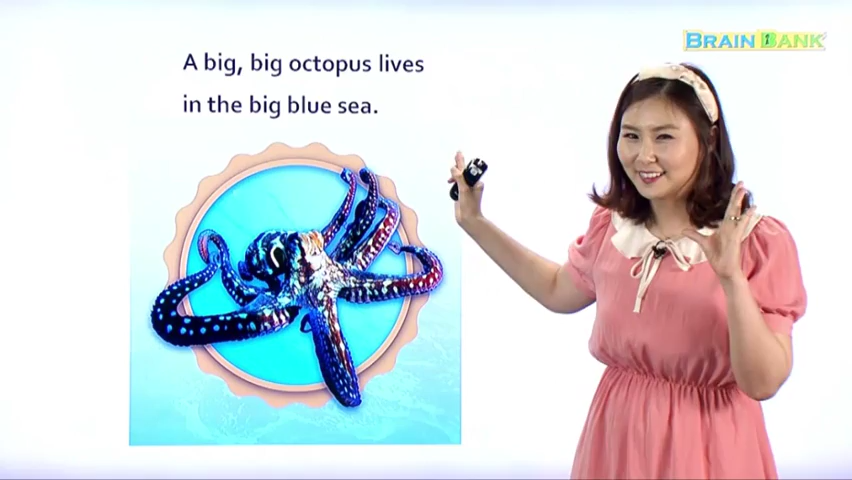 A big, big octopus lives
in the big blue sea.
BRAIN BANK